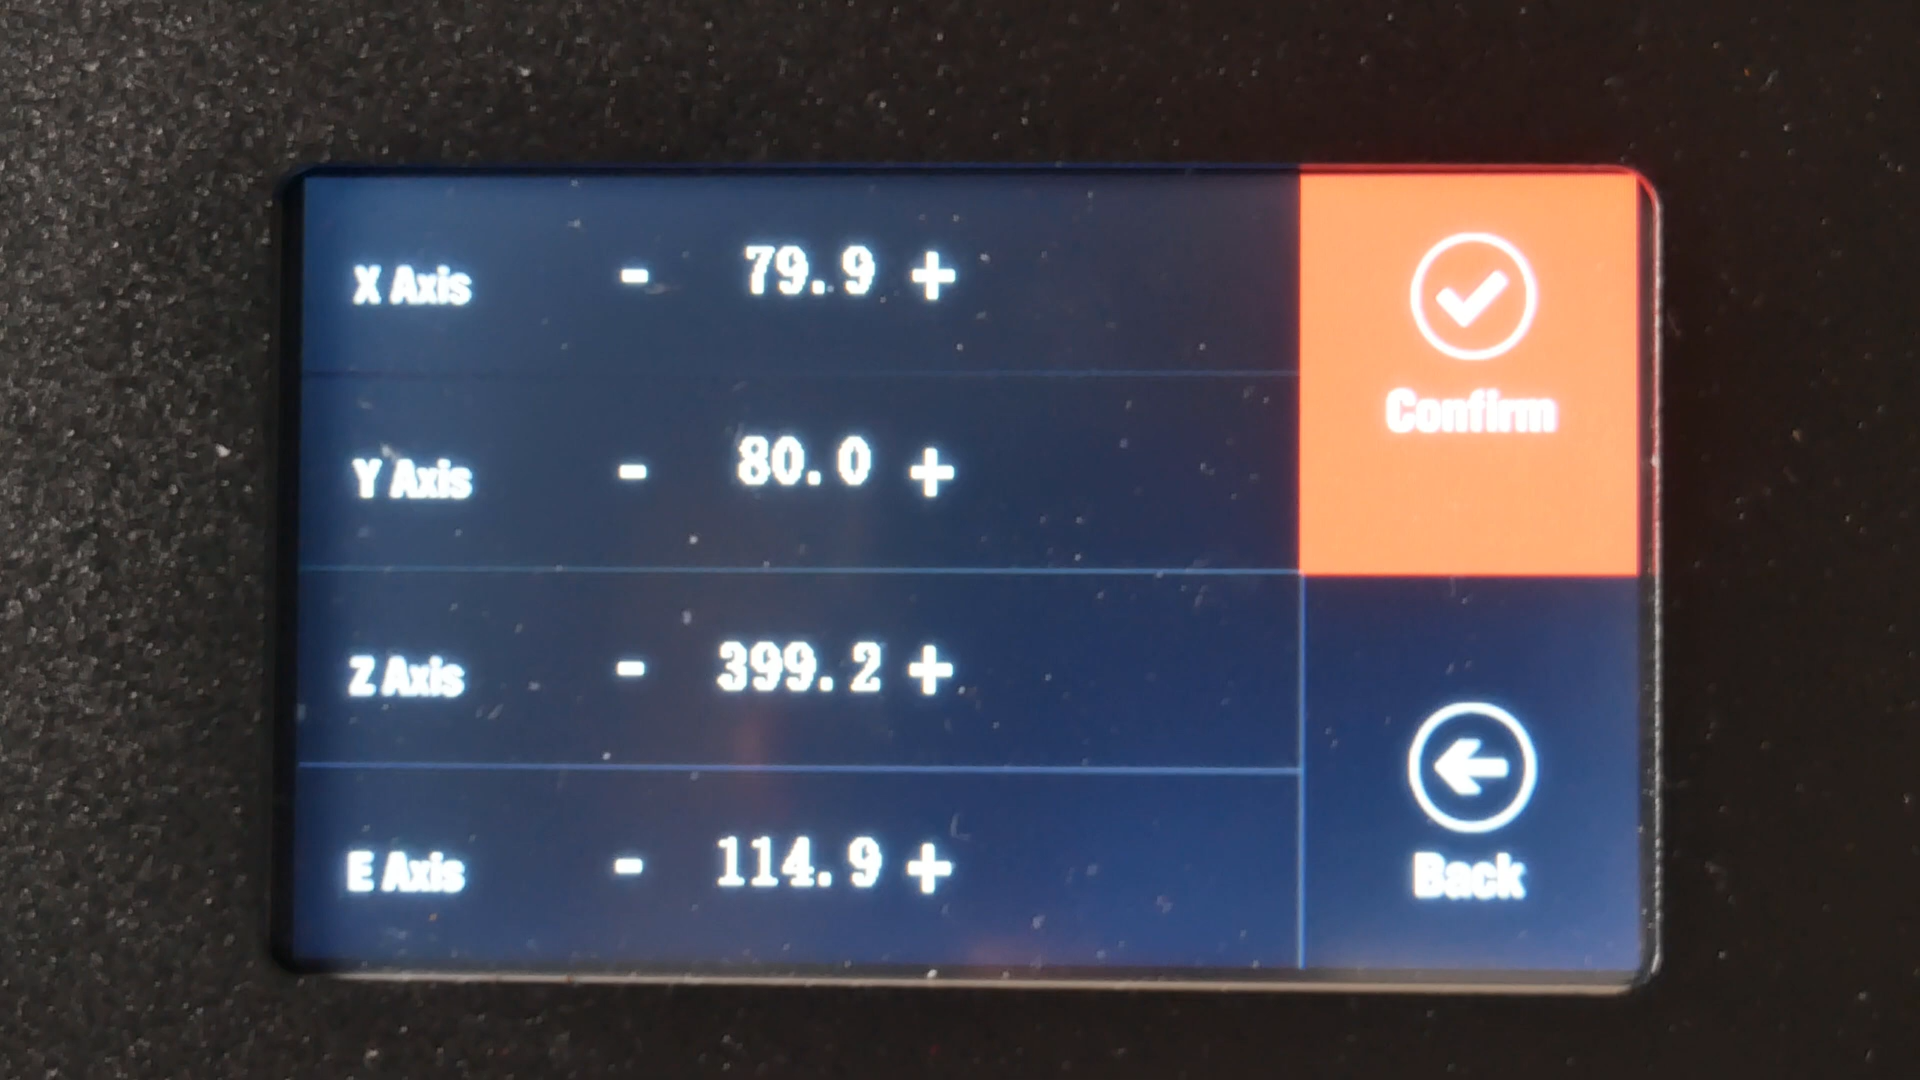 X Axis - 79.9 +
Y Axis - 80.0 +
Z Axis - 399.2 +
E Axis - 114.9 +
Confirm
Back